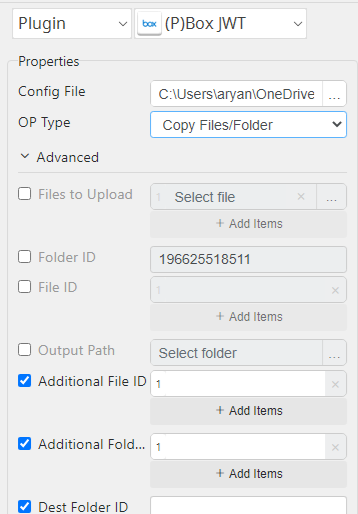 Plugin box (P)Box JWT
Properties
Config File C:\Users\aryan\OneDrive ...
OP Type Copy Files/Folder
Advanced
Files to Upload 1 Select file × ...
+ Add Items
Folder ID 196625518511
File ID 1 ×
+ Add Items
Output Path Select folder ...
Additional File ID 1 ×
+ Add Items
Additional Fold... 1 ×
+ Add Items
Dest Folder ID